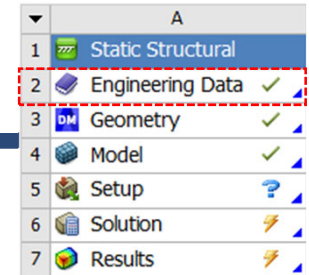 A
1 Static Structural
2 Engineering Data
3 DM Geometry
4 Model
5 Setup ?
6 Solution
7 Results